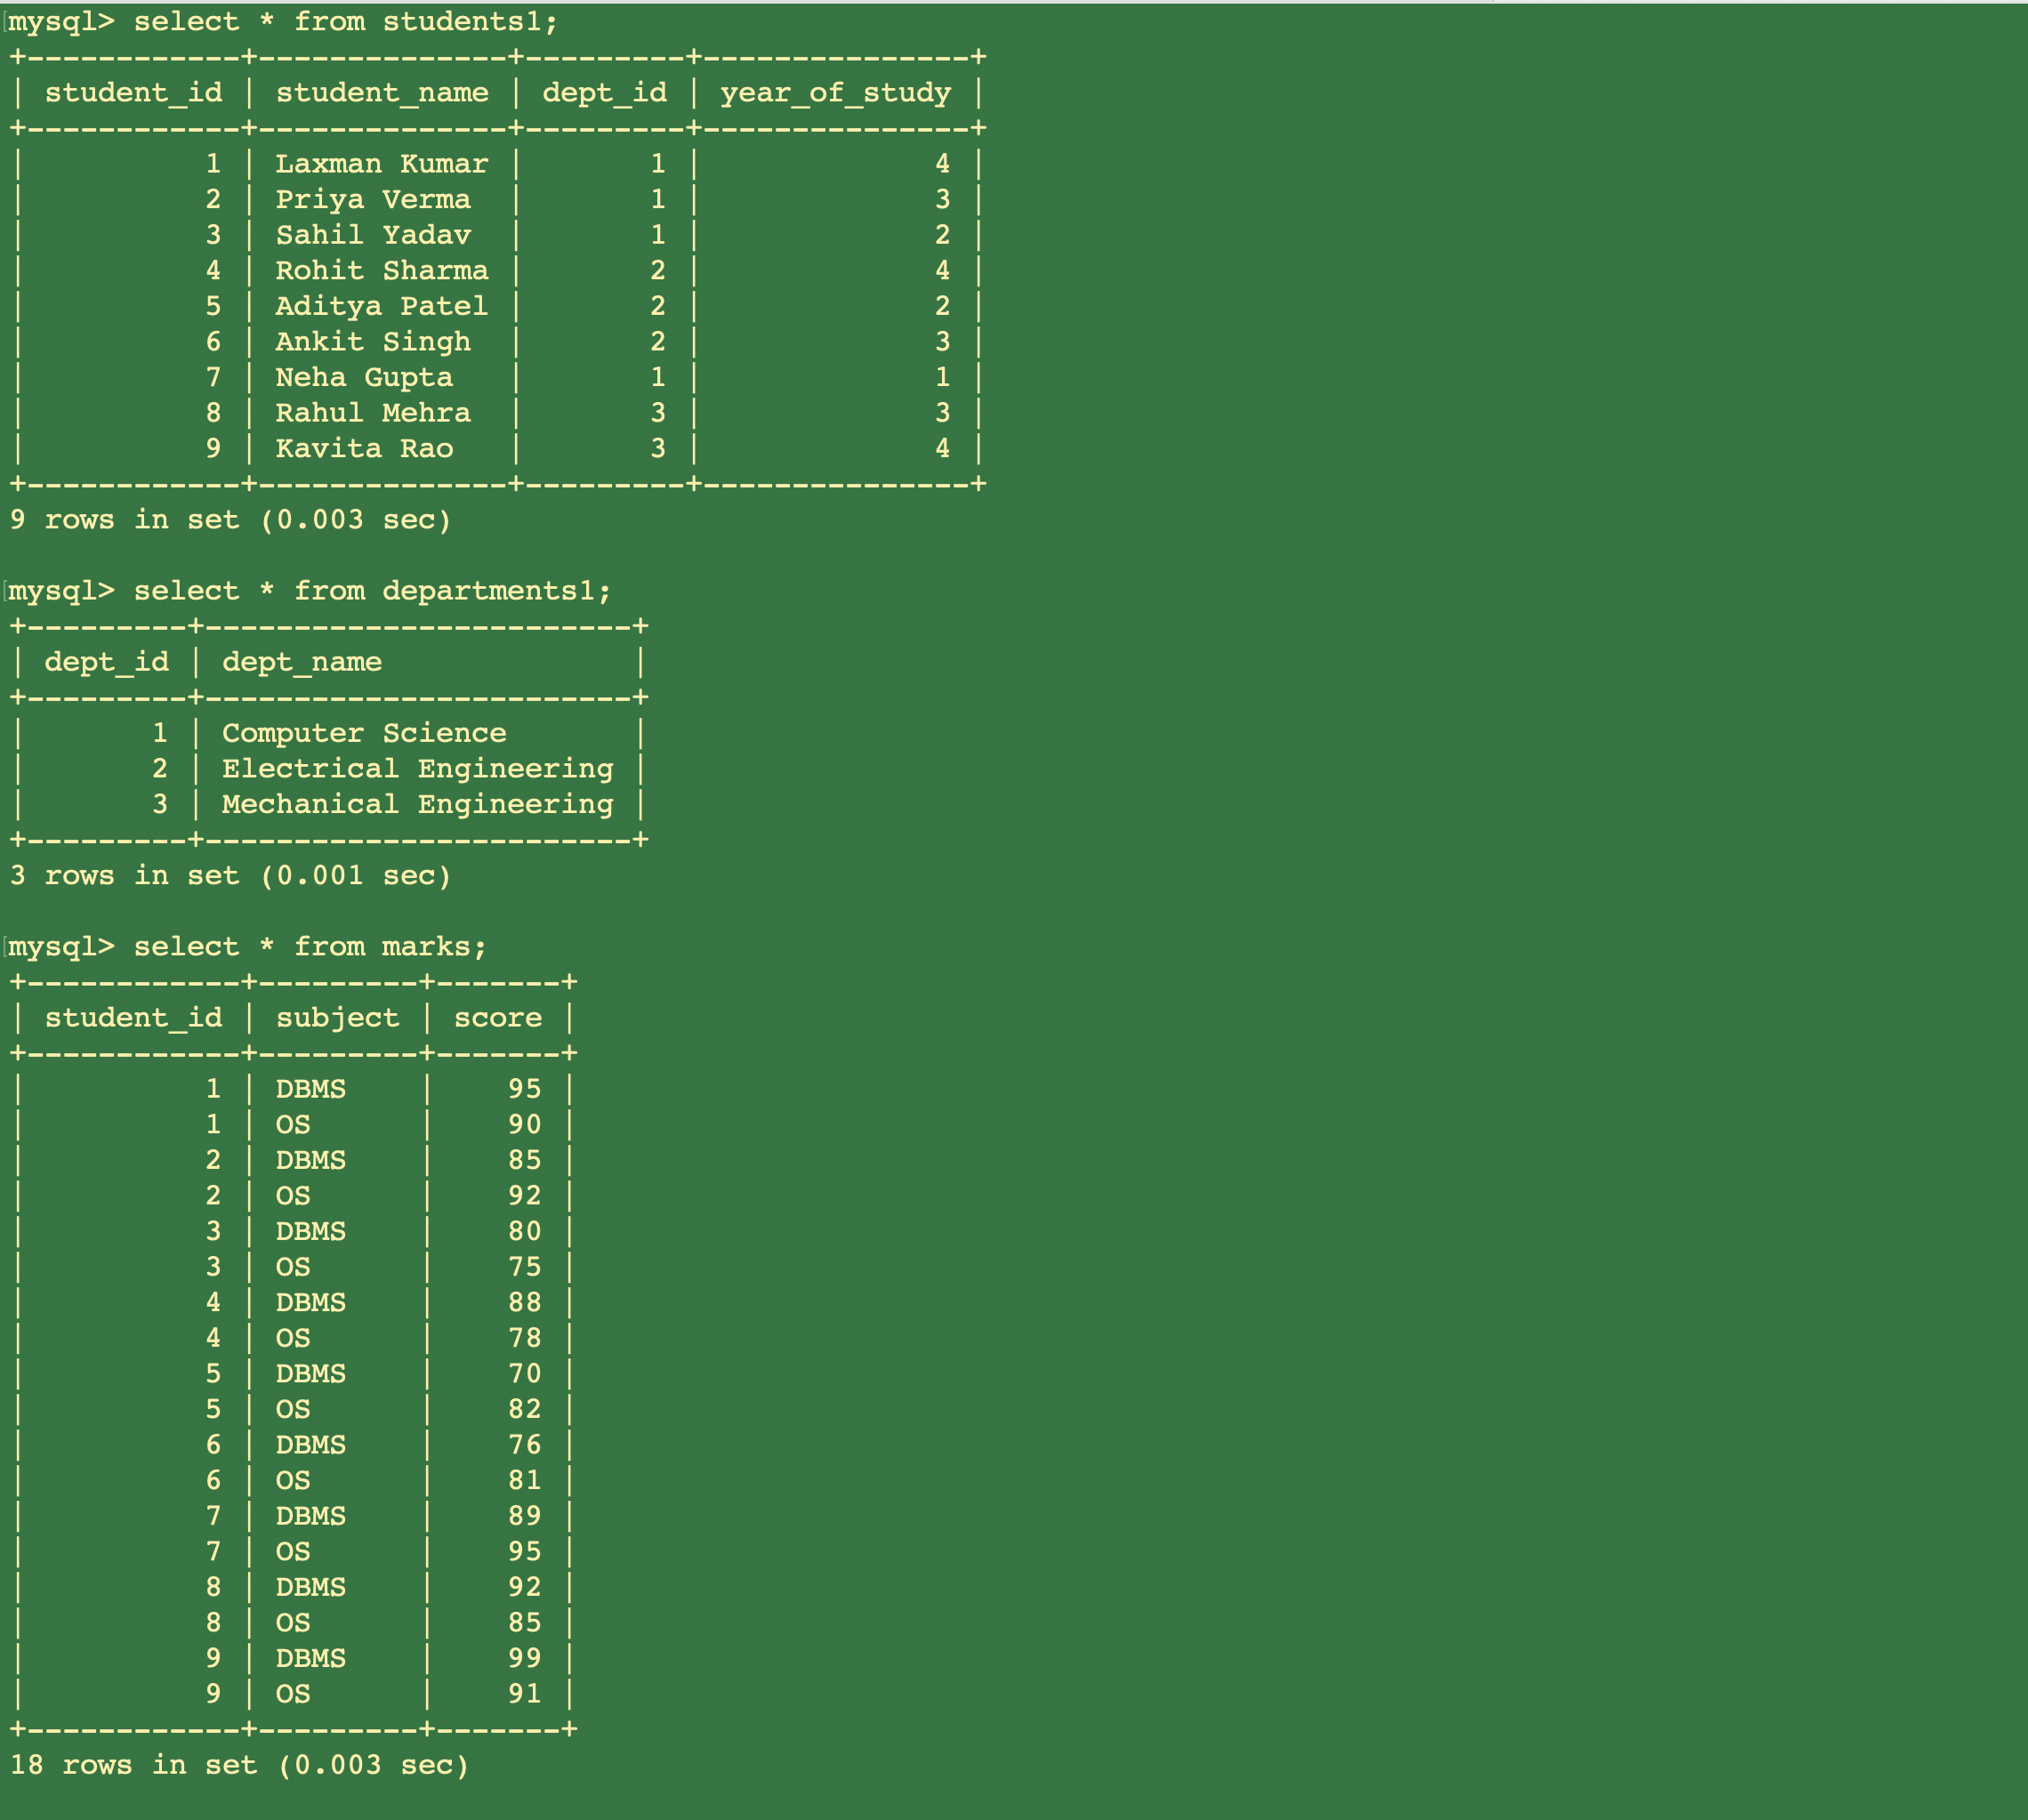 mysql> select * from students1;
+------------+--------------+---------+---------------+
| student_id | student_name | dept_id | year_of_study |
+------------+--------------+---------+---------------+
|          1 | Laxman Kumar |       1 |             4 |
|          2 | Priya Verma  |       1 |             3 |
|          3 | Sahil Yadav  |       1 |             2 |
|          4 | Rohit Sharma |       2 |             4 |
|          5 | Aditya Patel |       2 |             2 |
|          6 | Ankit Singh  |       2 |             3 |
|          7 | Neha Gupta   |       1 |             1 |
|          8 | Rahul Mehra  |       3 |             3 |
|          9 | Kavita Rao   |       3 |             4 |
+------------+--------------+---------+---------------+
9 rows in set (0.003 sec)
mysql> select * from departments1;
+---------+------------------------+
| dept_id | dept_name              |
+---------+------------------------+
|       1 | Computer Science       |
|       2 | Electrical Engineering |
|       3 | Mechanical Engineering |
+---------+------------------------+
3 rows in set (0.001 sec)
mysql> select * from marks;
+------------+---------+-------+
| student_id | subject | score |
+------------+---------+-------+
|          1 | DBMS    |    95 |
|          1 | OS      |    90 |
|          2 | DBMS    |    85 |
|          2 | OS      |    92 |
|          3 | DBMS    |    80 |
|          3 | OS      |    75 |
|          4 | DBMS    |    88 |
|          4 | OS      |    78 |
|          5 | DBMS    |    70 |
|          5 | OS      |    82 |
|          6 | DBMS    |    76 |
|          6 | OS      |    81 |
|          7 | DBMS    |    89 |
|          7 | OS      |    95 |
|          8 | DBMS    |    92 |
|          8 | OS      |    85 |
|          9 | DBMS    |    99 |
|          9 | OS      |    91 |
+------------+---------+-------+
18 rows in set (0.003 sec)